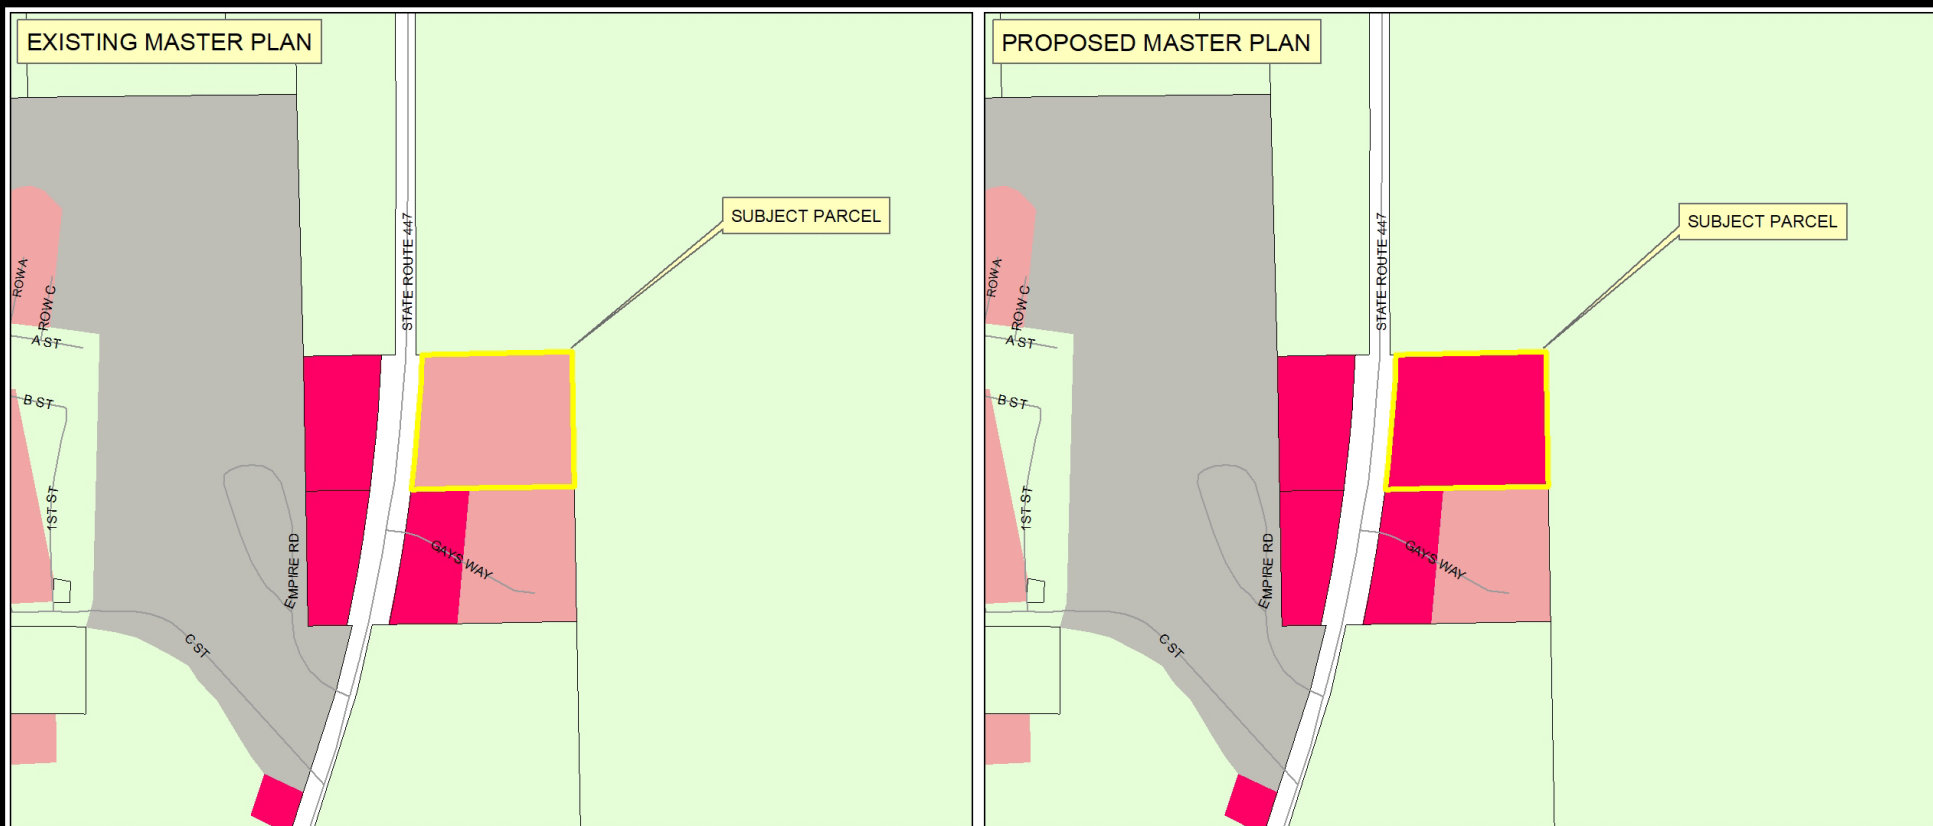 EXISTING MASTER PLAN
SUBJECT PARCEL
STATE ROUTE 447
ROW A
ROW C
A ST
B ST
1ST ST
EMPIRE RD
GAYS WAY
C ST
PROPOSED MASTER PLAN
SUBJECT PARCEL
STATE ROUTE 447
ROW A
ROW C
A ST
B ST
1ST ST
EMPIRE RD
GAYS WAY
C ST